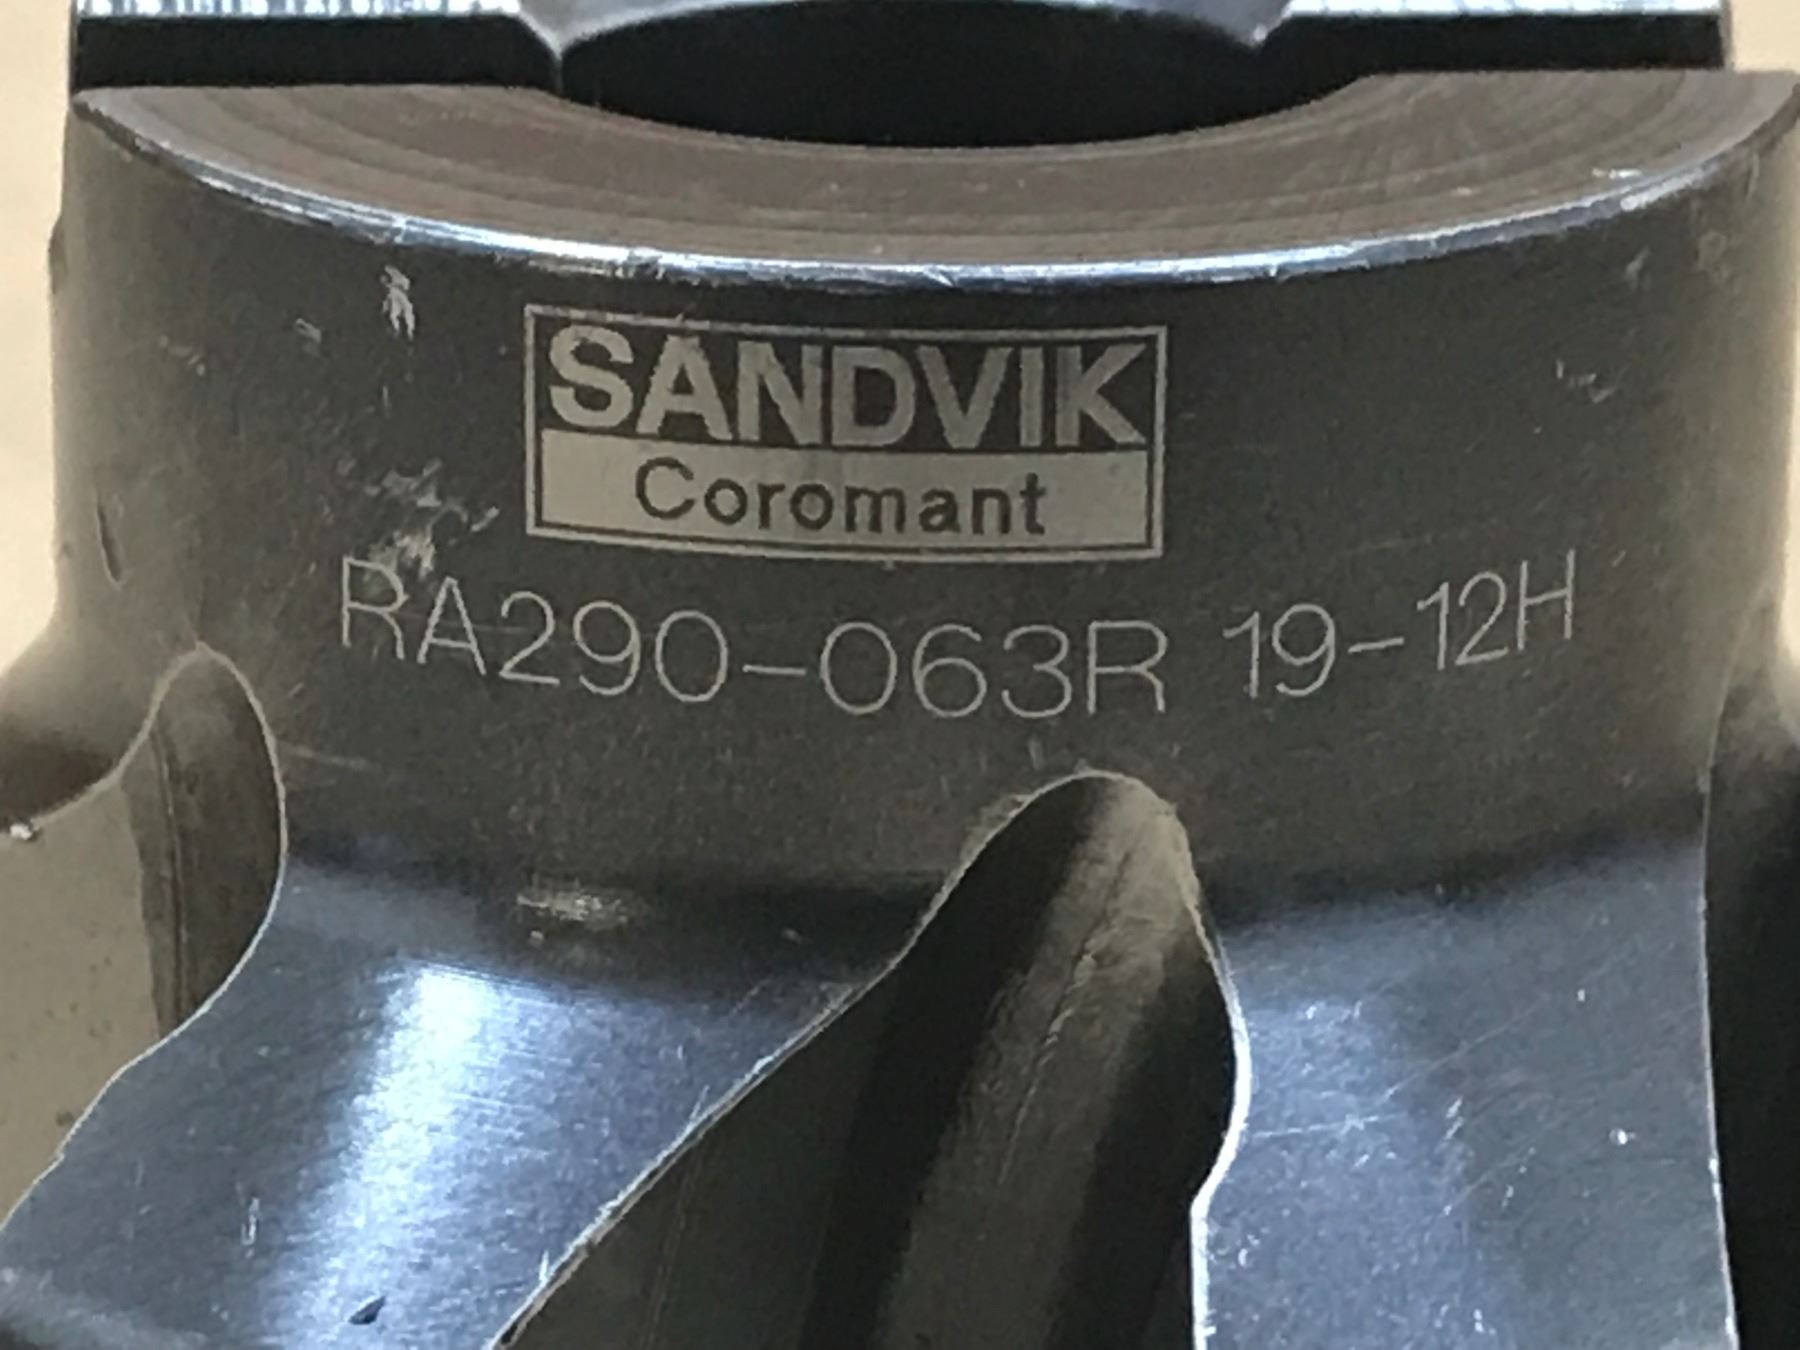 SANDVIK
Coromant
RA290-063R 19-12H